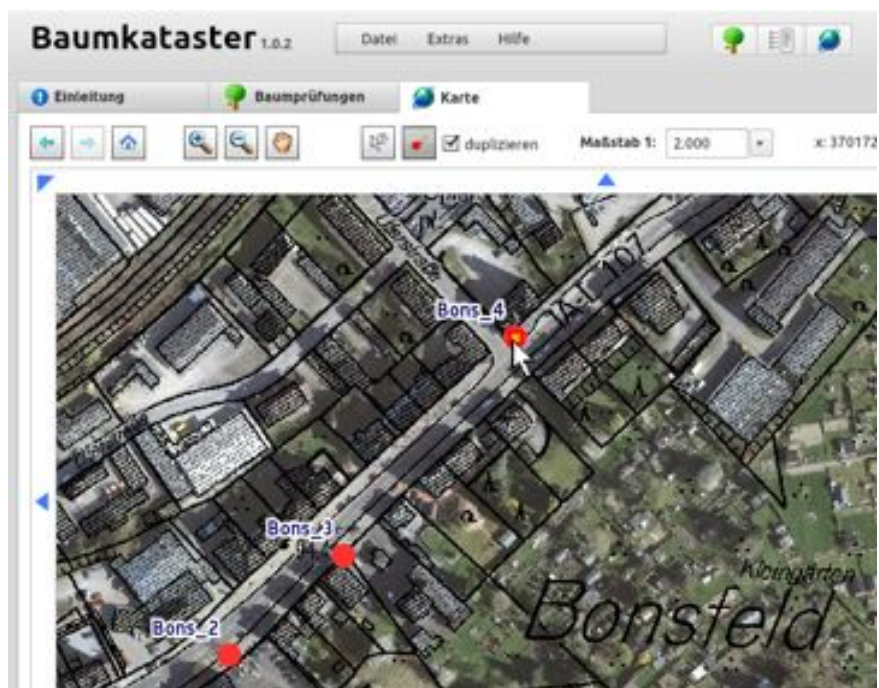 Baumkataster 1.0.2
Datei Extras Hilfe
Einleitung Baumprüfungen Karte
duplizieren Maßstab 1: 2.000 x: 370172
Bons_4
Bons_3
Kleingärten
Bonsfeld
Bons_2